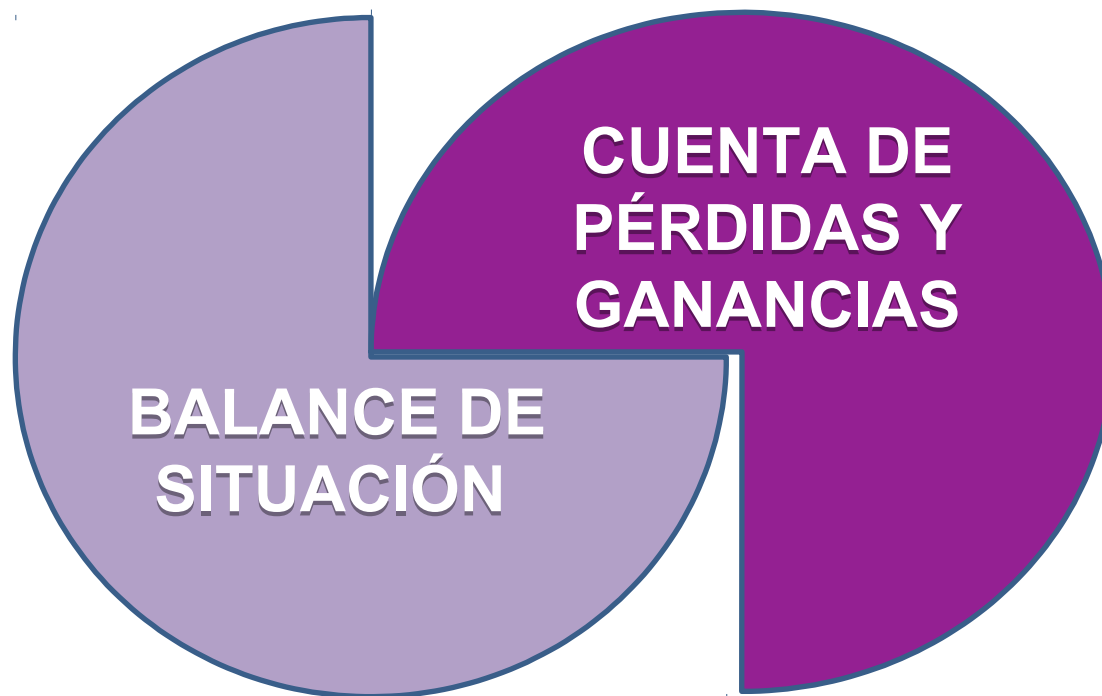 CUENTA DE
PÉRDIDAS Y
GANANCIAS
BALANCE DE
SITUACIÓN